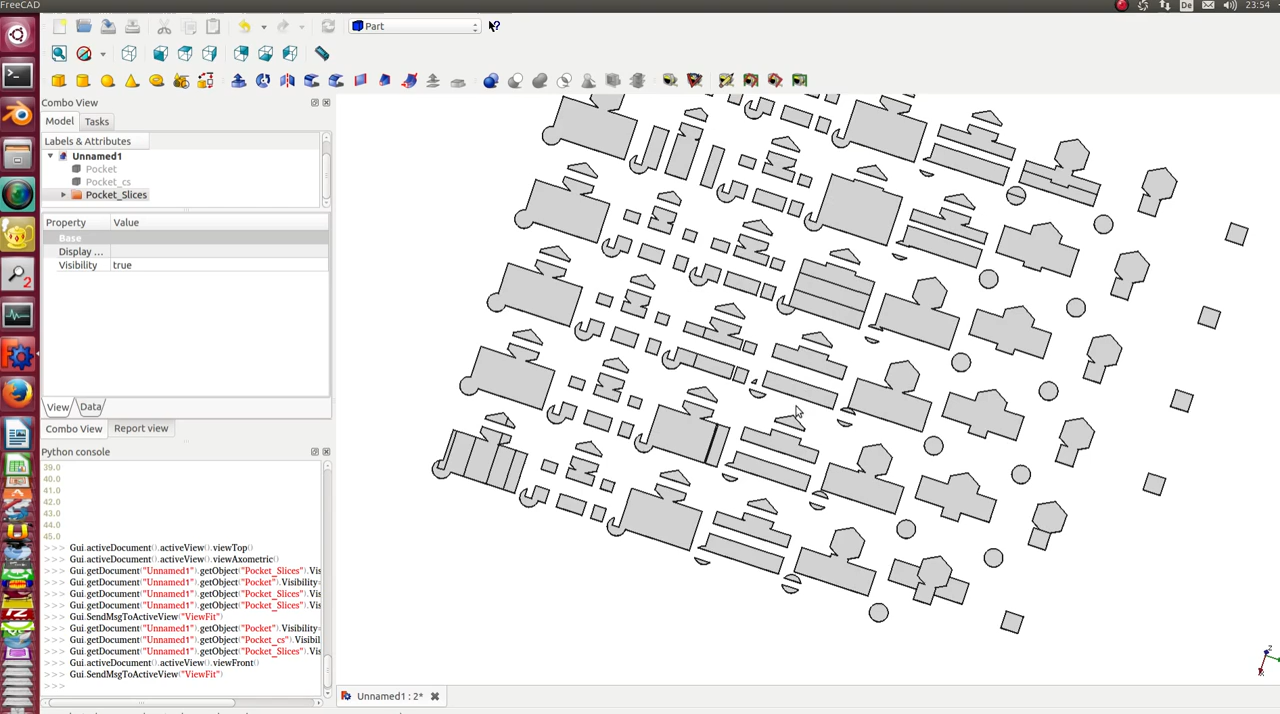 FreeCAD
De
23:54
Part
Combo View
Model
Tasks
Labels & Attributes
Unnamed1
Pocket
Pocket_cs
Pocket_Slices
Property
Value
Base
Display ...
Visibility
true
View
Data
Combo View
Report view
Python console
39.0
40.0
41.0
42.0
43.0
44.0
45.0
>>> Gui.activeDocument().activeView().viewTop()
>>> Gui.activeDocument().activeView().viewAxometric()
>>> Gui.getDocument("Unnamed1").getObject("Pocket_Slices").Vis
>>> Gui.getDocument("Unnamed1").getObject("Pocket").Visibility=
>>> Gui.getDocument("Unnamed1").getObject("Pocket_Slices").Vis
>>> Gui.getDocument("Unnamed1").getObject("Pocket_Slices").Vis
>>> Gui.SendMsgToActiveView("ViewFit")
>>> Gui.getDocument("Unnamed1").getObject("Pocket").Visibility=
>>> Gui.getDocument("Unnamed1").getObject("Pocket_cs").Visibil
>>> Gui.getDocument("Unnamed1").getObject("Pocket_Slices").Vis
>>> Gui.activeDocument().activeView().viewFront()
>>> Gui.SendMsgToActiveView("ViewFit")
>>>
Unnamed1 : 2*